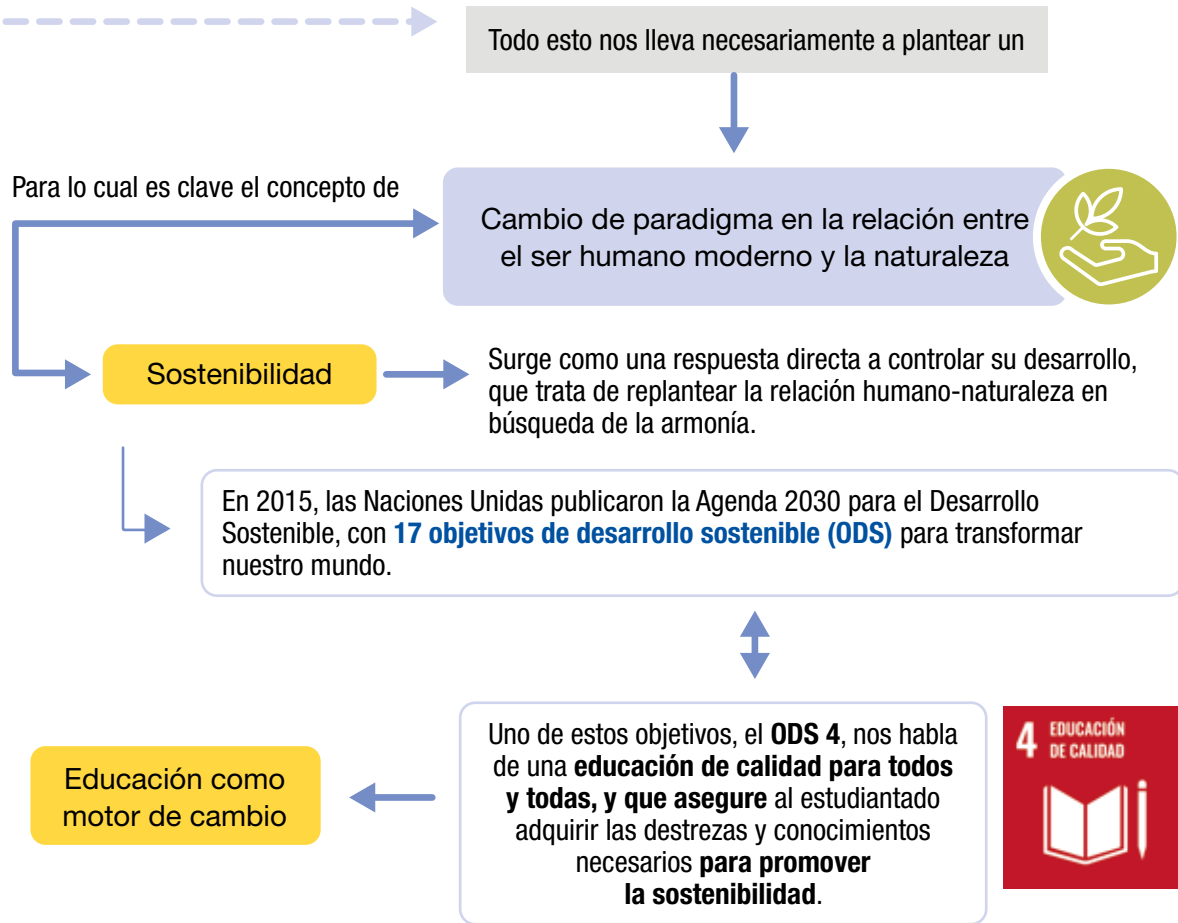 Todo esto nos lleva necesariamente a plantear un
Para lo cual es clave el concepto de
Cambio de paradigma en la relación entre
el ser humano moderno y la naturaleza
Sostenibilidad
Surge como una respuesta directa a controlar su desarrollo,
que trata de replantear la relación humano-naturaleza en
búsqueda de la armonía.
En 2015, las Naciones Unidas publicaron la Agenda 2030 para el Desarrollo
Sostenible, con 17 objetivos de desarrollo sostenible (ODS) para transformar
nuestro mundo.
Uno de estos objetivos, el ODS 4, nos habla
de una educación de calidad para todos
y todas, y que asegure al estudiantado
adquirir las destrezas y conocimientos
necesarios para promover
la sostenibilidad.
4 EDUCACIÓN
DE CALIDAD
Educación como
motor de cambio